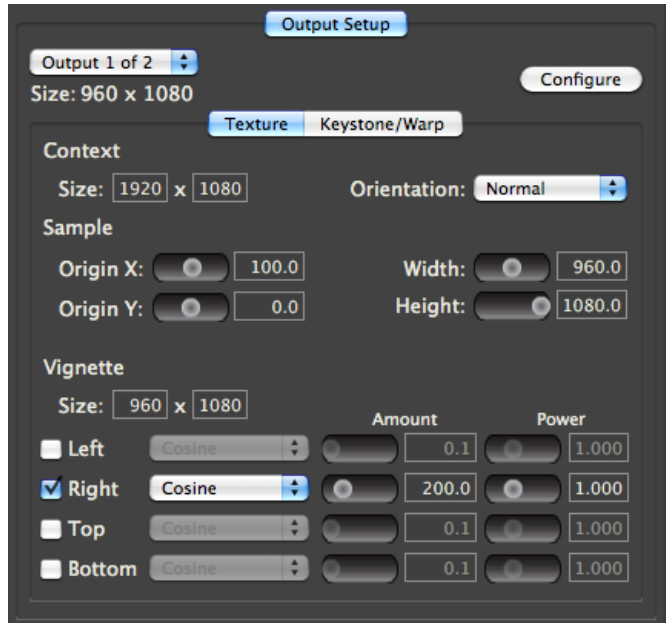 Output Setup
Output 1 of 2
Configure
Size: 960 x 1080
Texture Keystone/Warp
Context
Size: 1920 x 1080 Orientation: Normal
Sample
Origin X: 100.0 Width: 960.0
Origin Y: 0.0 Height: 1080.0
Vignette
Size: 960 x 1080
Amount Power
Left Cosine 0.1 1.000
Right Cosine 200.0 1.000
Top Cosine 0.1 1.000
Bottom Cosine 0.1 1.000